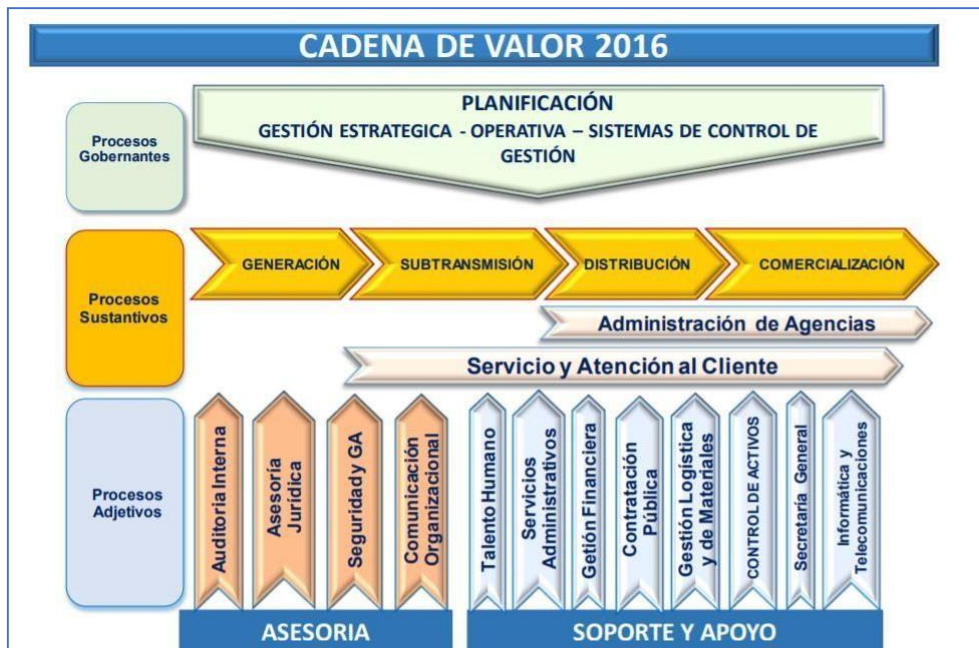 CADENA DE VALOR 2016
Procesos
Gobernantes
PLANIFICACIÓN
GESTIÓN ESTRATEGICA - OPERATIVA – SISTEMAS DE CONTROL DE
GESTIÓN
Procesos
Sustantivos
GENERACIÓN
SUBTRANSMISIÓN
DISTRIBUCIÓN
COMERCIALIZACIÓN
Administración de Agencias
Servicio y Atención al Cliente
Procesos
Adjetivos
Auditoria Interna
Asesoría
Jurídica
Seguridad y GA
Comunicación
Organizacional
Talento Humano
Servicios
Administrativos
Getión Financiera
Contratación
Pública
Gestión Logística
y de Materiales
CONTROL DE ACTIVOS
Secretaría General
Informática y
Telecomunicaciones
ASESORIA
SOPORTE Y APOYO